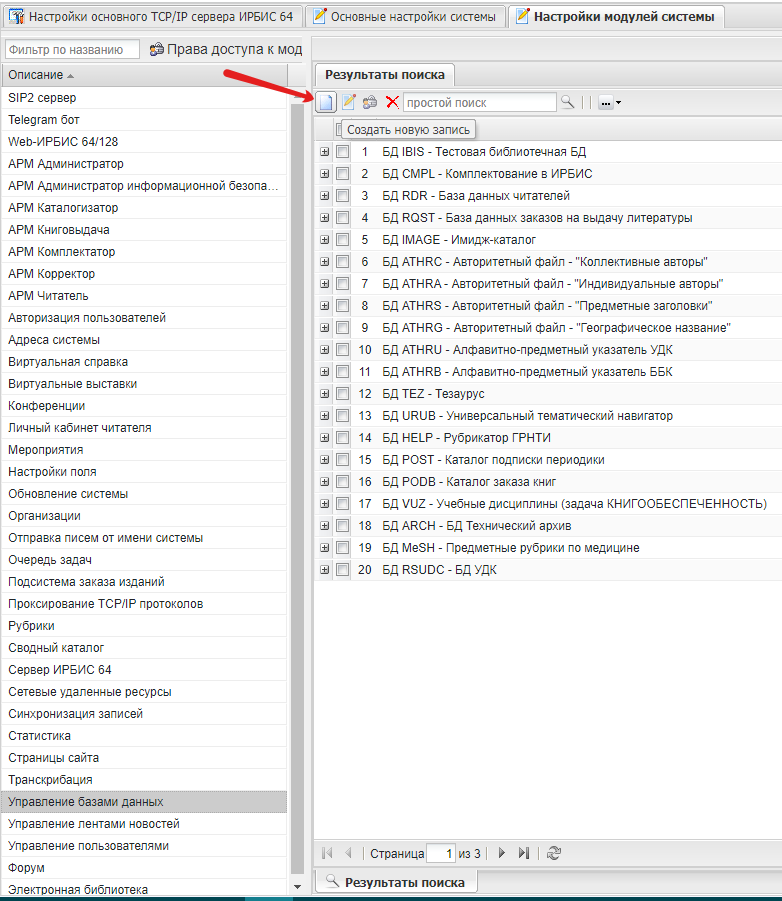 Настройки основного TCP/IP сервера ИРБИС 64
Основные настройки системы
Настройки модулей системы
Фильтр по названию
Права доступа к мод
Описание
SIP2 сервер
Telegram бот
Web-ИРБИС 64/128
АРМ Администратор
АРМ Администратор информационной безопа...
АРМ Каталогизатор
АРМ Книговыдача
АРМ Комплектатор
АРМ Корректор
АРМ Читатель
Авторизация пользователей
Адреса системы
Виртуальная справка
Виртуальные выставки
Конференции
Личный кабинет читателя
Мероприятия
Настройки поля
Обновление системы
Организации
Отправка писем от имени системы
Очередь задач
Подсистема заказа изданий
Проксирование TCP/IP протоколов
Рубрики
Сводный каталог
Сервер ИРБИС 64
Сетевые удаленные ресурсы
Синхронизация записей
Статистика
Страницы сайта
Транскрибация
Управление базами данных
Управление лентами новостей
Управление пользователями
Форум
Электронная библиотека
Результаты поиска
простой поиск
Создать новую запись
1 БД IBIS - Тестовая библиотечная БД
2 БД CMPL - Комплектование в ИРБИС
3 БД RDR - База данных читателей
4 БД RQST - База данных заказов на выдачу литературы
5 БД IMAGE - Имидж-каталог
6 БД ATHRC - Авторитетный файл - "Коллективные авторы"
7 БД ATHRA - Авторитетный файл - "Индивидуальные авторы"
8 БД ATHRS - Авторитетный файл - "Предметные заголовки"
9 БД ATHRG - Авторитетный файл - "Географическое название"
10 БД ATHRU - Алфавитно-предметный указатель УДК
11 БД ATHRB - Алфавитно-предметный указатель ББК
12 БД TEZ - Тезаурус
13 БД URUB - Универсальный тематический навигатор
14 БД HELP - Рубрикатор ГРНТИ
15 БД POST - Каталог подписки периодики
16 БД PODB - Каталог заказа книг
17 БД VUZ - Учебные дисциплины (задача КНИГООБЕСПЕЧЕННОСТЬ)
18 БД ARCH - БД Технический архив
19 БД MeSH - Предметные рубрики по медицине
20 БД RSUDC - БД УДК
Страница 1 из 3
Результаты поиска